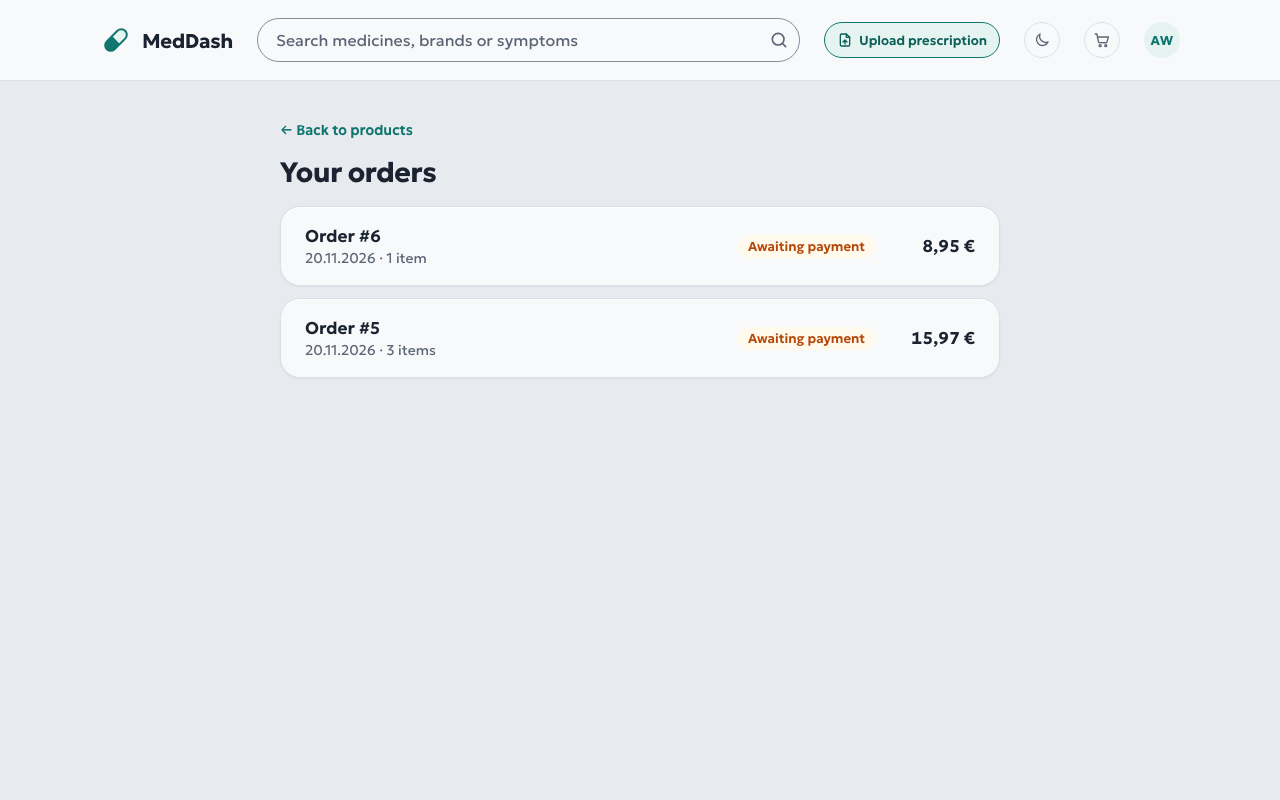 MedDash
Search medicines, brands or symptoms
Upload prescription
AW
← Back to products
Your orders
Order #6
20.11.2026 · 1 item
Awaiting payment
8,95 €
Order #5
20.11.2026 · 3 items
Awaiting payment
15,97 €